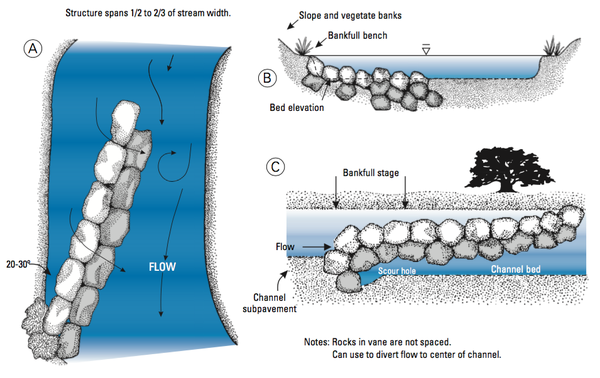 Structure spans 1/2 to 2/3 of stream width.
A
20-30°
FLOW
Slope and vegetate banks
Bankfull bench
B
Bed elevation
C
Bankfull stage
Flow
Scour hole
Channel bed
Channel
subpavement
Notes: Rocks in vane are not spaced.
Can use to divert flow to center of channel.